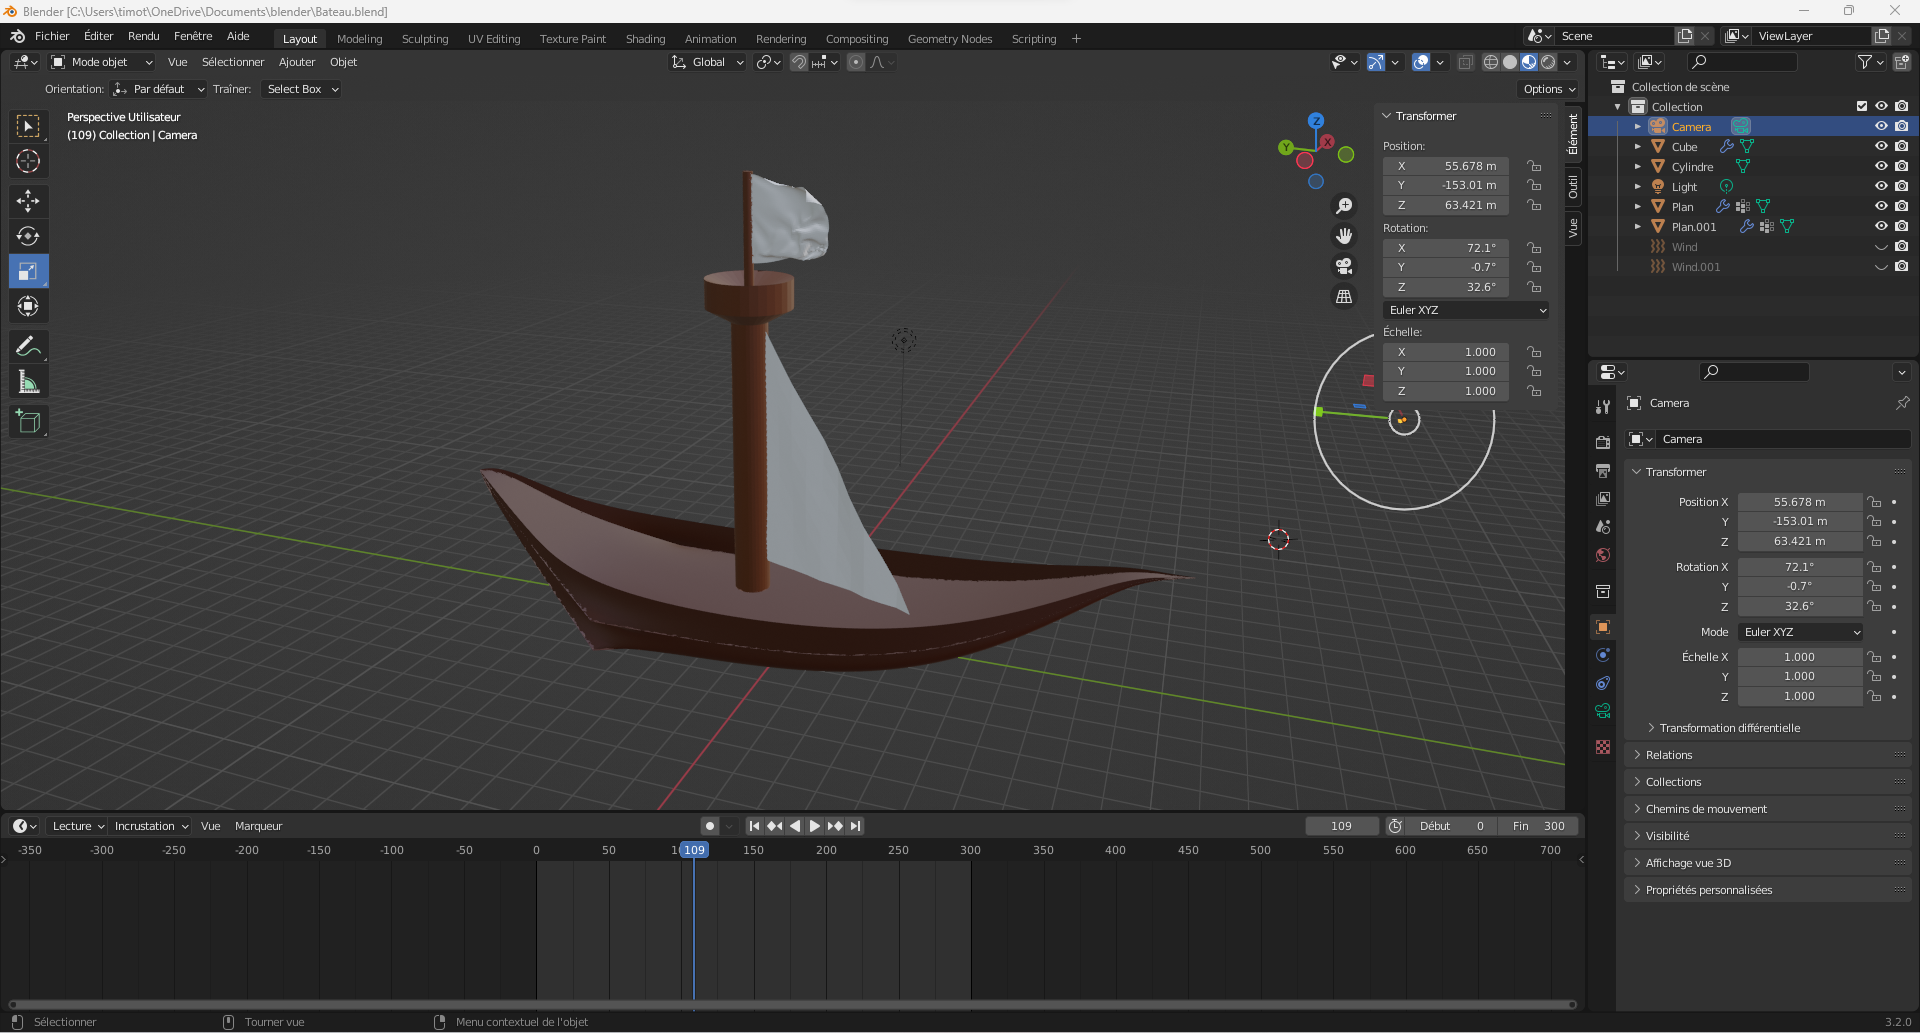 Blender [C:\Users\timot\OneDrive\Documents\blender\Bateau.blend]
Fichier Éditer Rendu Fenêtre Aide Layout Modeling Sculpting UV Editing Texture Paint Shading Animation Rendering Compositing Geometry Nodes Scripting + Scene ViewLayer
Mode objet Vue Sélectionner Ajouter Objet Global
Orientation: Par défaut Traîner: Select Box Options
Perspective Utilisateur
(109) Collection | Camera
Z
Y
X
Transformer
Position:
X 55.678 m
Y -153.01 m
Z 63.421 m
Rotation:
X 72.1°
Y -0.7°
Z 32.6°
Euler XYZ
Échelle:
X 1.000
Y 1.000
Z 1.000
Élément
Outil
Vue
Collection de scène
Collection
Camera
Cube
Cylindre
Light
Plan
Plan.001
Wind
Wind.001
Camera
Camera
Transformer
Position X 55.678 m
Y -153.01 m
Z 63.421 m
Rotation X 72.1°
Y -0.7°
Z 32.6°
Mode Euler XYZ
Échelle X 1.000
Y 1.000
Z 1.000
Transformation différentielle
Relations
Collections
Chemins de mouvement
Visibilité
Affichage vue 3D
Propriétés personnalisées
Lecture Incrustation Vue Marqueur 109 Début 0 Fin 300
-350 -300 -250 -200 -150 -100 -50 0 50 109 150 200 250 300 350 400 450 500 550 600 650 700
Sélectionner Tourner vue Menu contextuel de l'objet 3.2.0